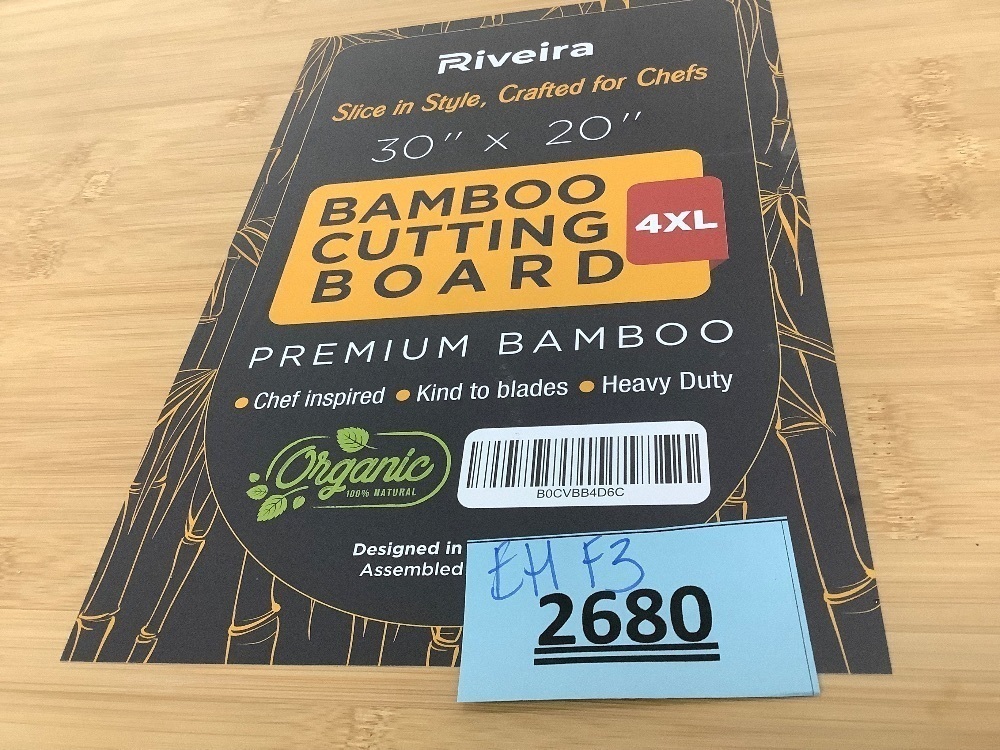 Riveira
Slice in Style, Crafted for Chefs
30" x 20"
BAMBOO
CUTTING
BOARD
4XL
PREMIUM BAMBOO
• Chef inspired • Kind to blades • Heavy Duty
Organic
100% NATURAL
B0CVBB4D6C
Designed in
Assembled
EH F3
2680